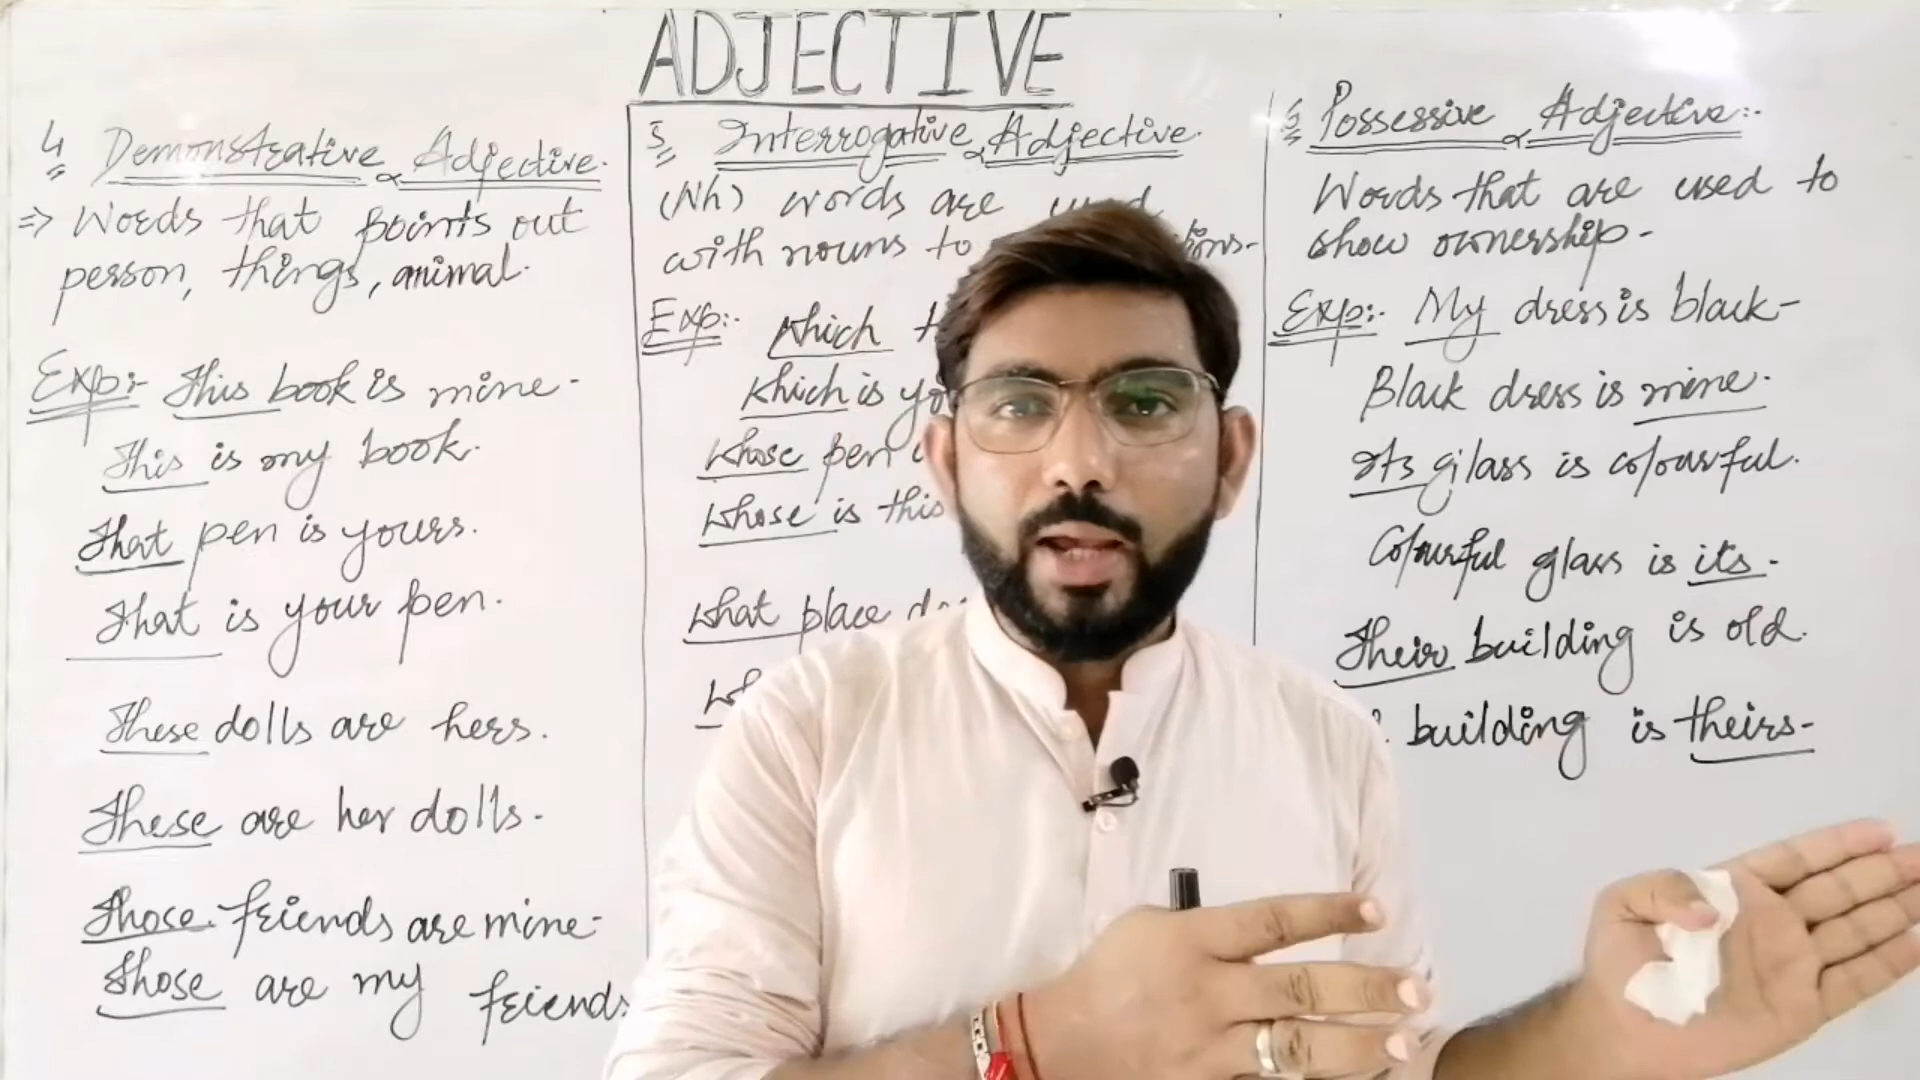 ADJECTIVE
4 Demonstrative Adjective.
=> Words that points out
person, things, animal.
Exp:- This book is mine.
This is my book.
That pen is yours.
That is your pen.
These dolls are hers.
These are her dolls.
Those friends are mine.
Those are my friends
5 Interrogative Adjective.
(Wh) words are used
with nouns to
Exp:- Which
Which is
Whose pen
Whose is this
What place
Possessive Adjective:-
Words that are used to
show ownership.
Exp:- My dress is black.
Black dress is mine.
Its glass is colourful.
Colourful glass is its.
Their building is old.
building is theirs.